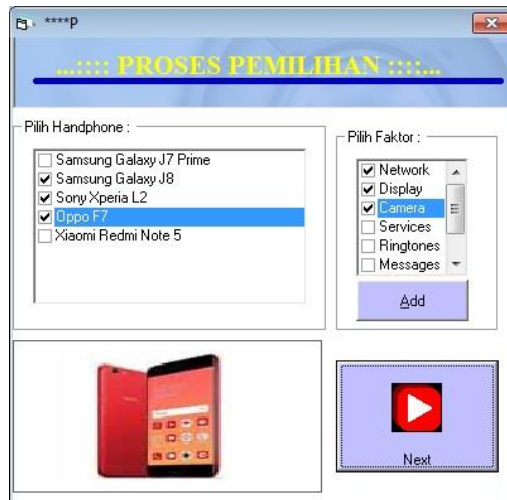 ****P
...:::: PROSES PEMILIHAN ::::...
Pilih Handphone :
Samsung Galaxy J7 Prime
Samsung Galaxy J8
Sony Xperia L2
Oppo F7
Xiaomi Redmi Note 5
Pilih Faktor :
Network
Display
Camera
Services
Ringtones
Messages
Add
Next